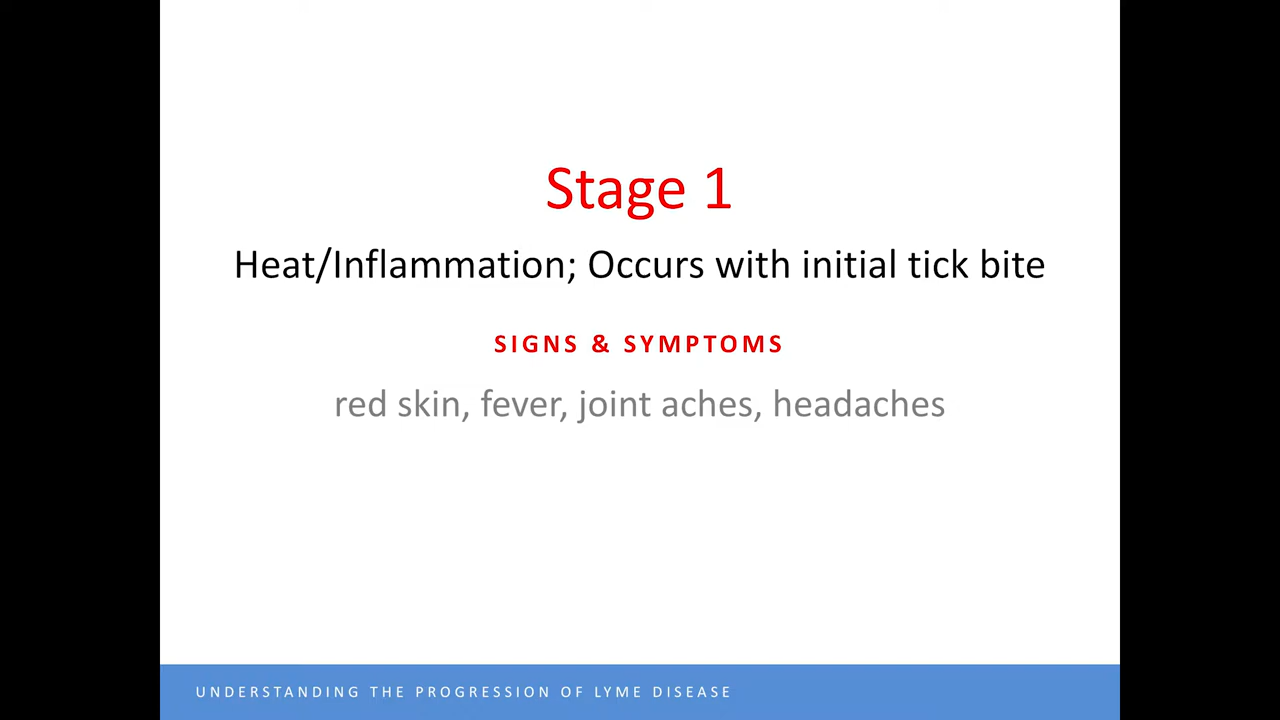 Stage 1
Heat/Inflammation; Occurs with initial tick bite
SIGNS & SYMPTOMS
red skin, fever, joint aches, headaches
UNDERSTANDING THE PROGRESSION OF LYME DISEASE